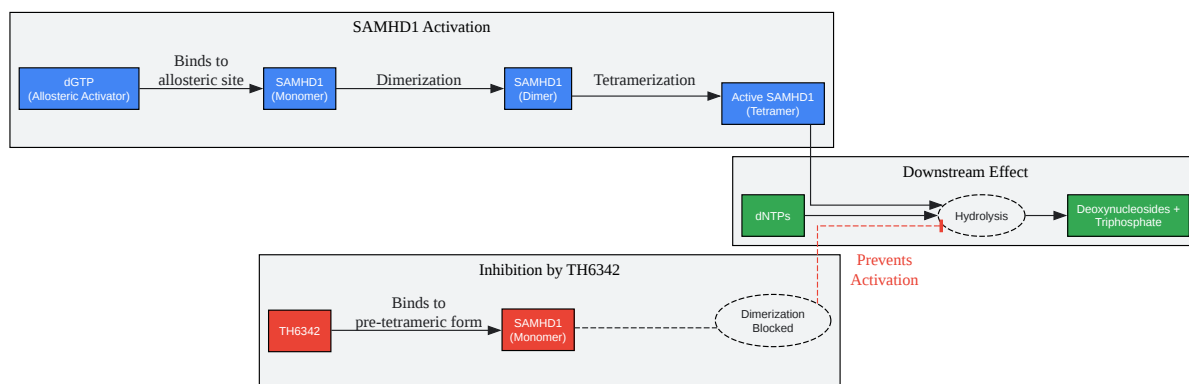 SAMHD1 Activation
dGTP
(Allosteric Activator)
Binds to
allosteric site
SAMHD1
(Monomer)
Dimerization
SAMHD1
(Dimer)
Tetramerization
Active SAMHD1
(Tetramer)
Downstream Effect
dNTPs
Hydrolysis
Deoxynucleosides +
Triphosphate
Prevents
Activation
Inhibition by TH6342
TH6342
Binds to
pre-tetrameric form
SAMHD1
(Monomer)
Dimerization
Blocked